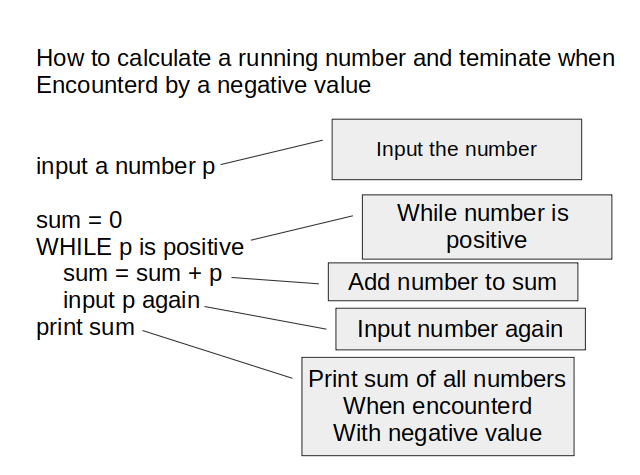 How to calculate a running number and teminate when
Encounterd by a negative value
input a number p
Input the number
sum = 0
While number is
positive
WHILE p is positive
sum = sum + p
Add number to sum
input p again
Input number again
print sum
Print sum of all numbers
When encounterd
With negative value